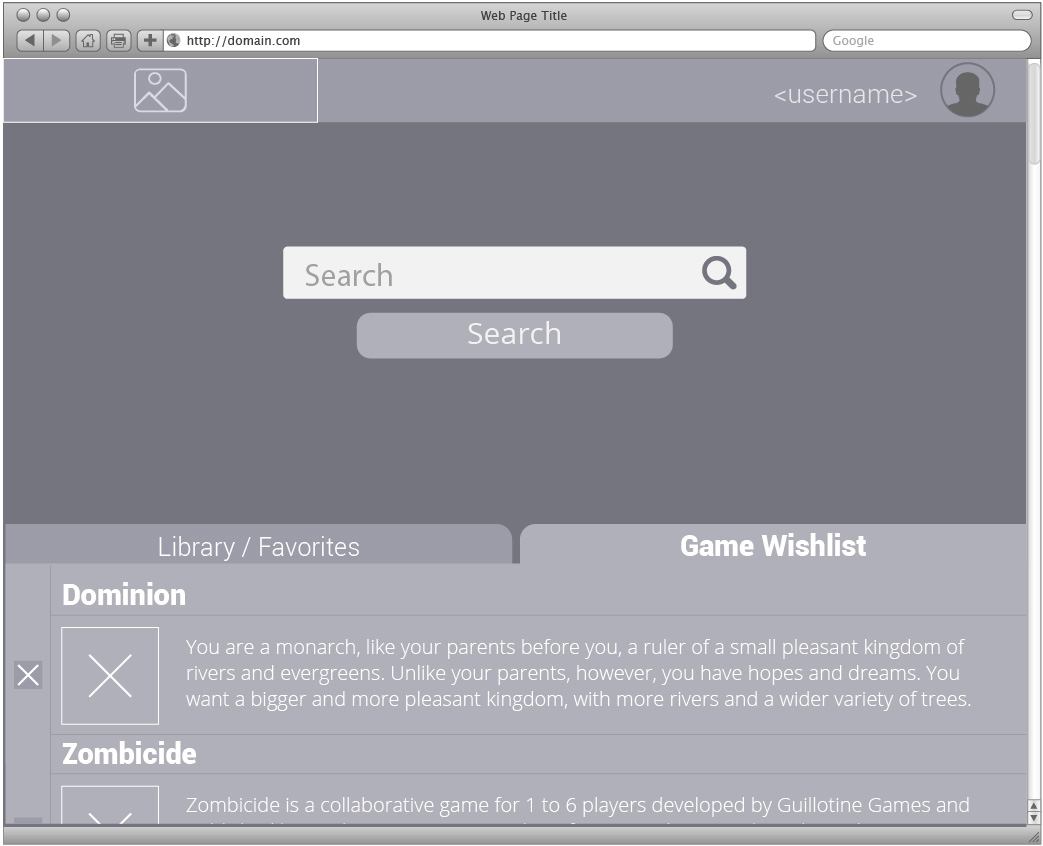 Web Page Title
http://domain.com
Google
<username>
Search
Search
Library / Favorites
Game Wishlist
Dominion
You are a monarch, like your parents before you, a ruler of a small pleasant kingdom of
rivers and evergreens. Unlike your parents, however, you have hopes and dreams. You
want a bigger and more pleasant kingdom, with more rivers and a wider variety of trees.
Zombicide
Zombicide is a collaborative game for 1 to 6 players developed by Guillotine Games and